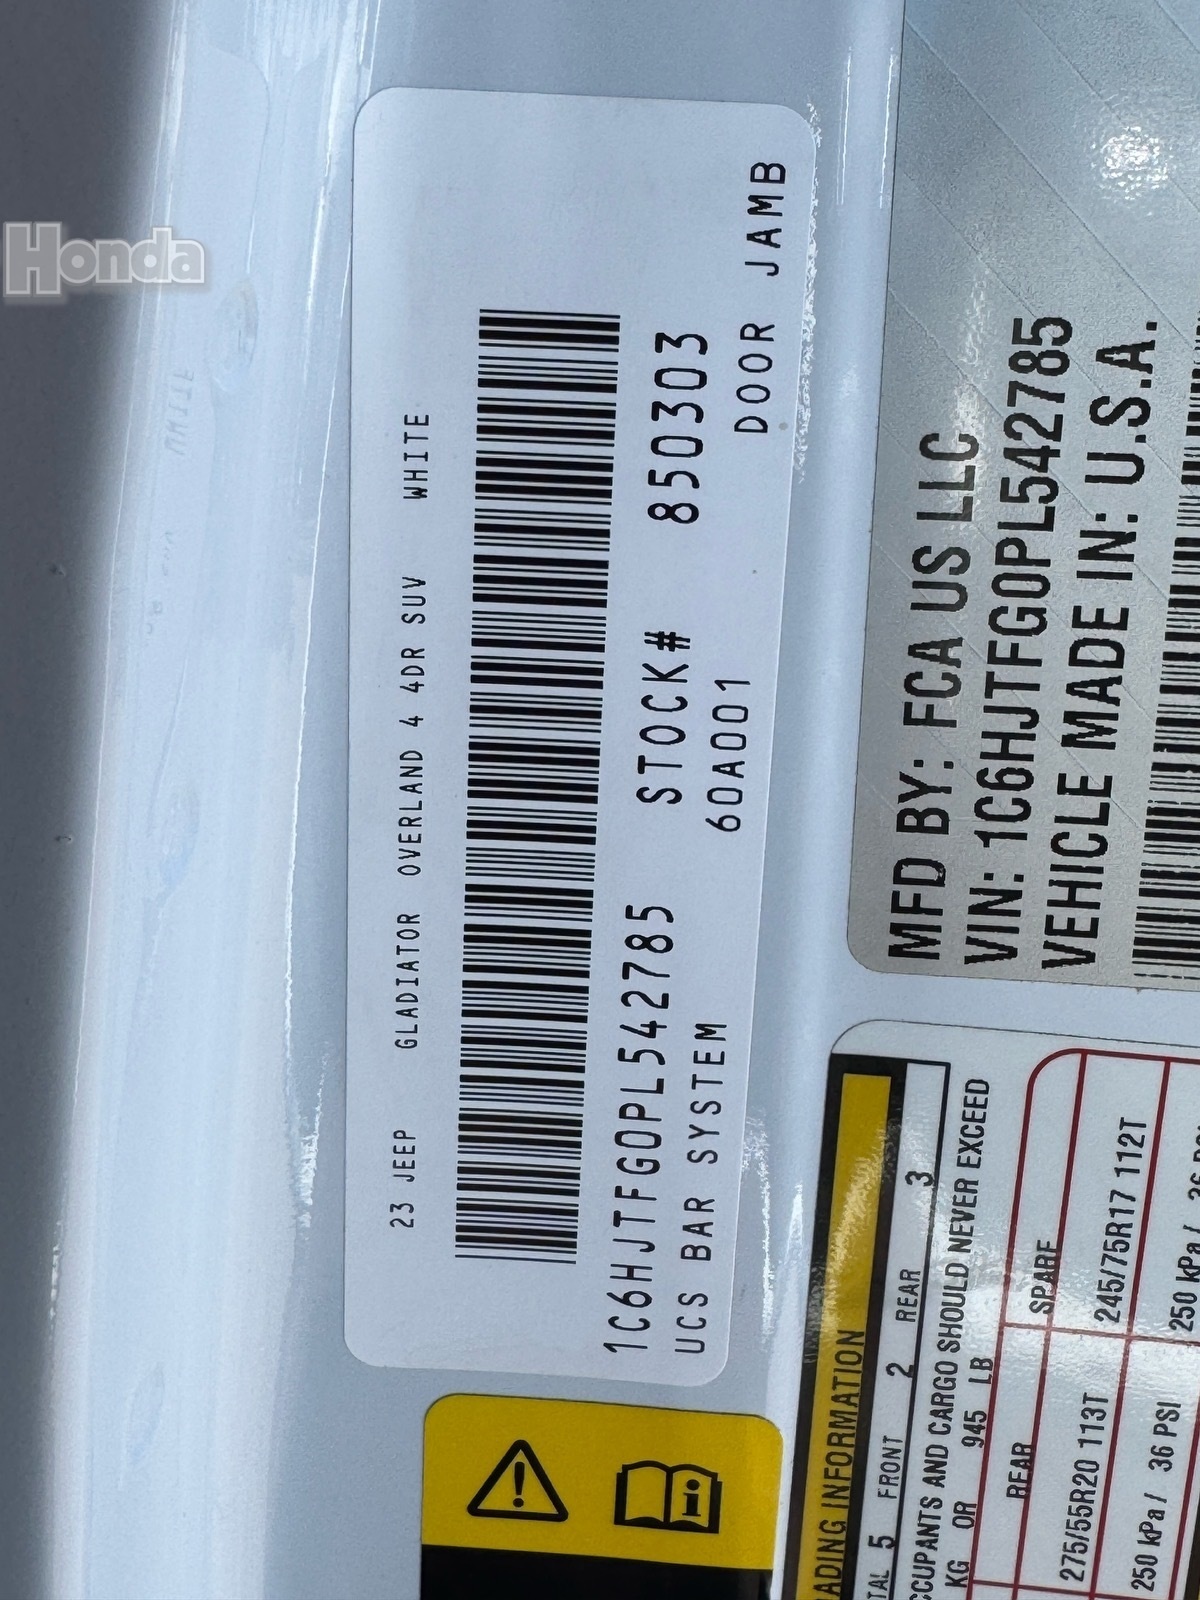 Honda
23 JEEP GLADIATOR OVERLAND 4 4DR SUV WHITE
1C6HJTFG0PL542785 STOCK# 850303
UCS BAR SYSTEM 60A001 DOOR JAMB
MFD BY: FCA US LLC
VIN: 1C6HJTFG0PL542785
VEHICLE MADE IN: U.S.A.
INFORMATION
5 FRONT 2 REAR 3
AND CARGO SHOULD NEVER EXCEED
KG OR 945 LB
REAR SPARE
275/55R20 113T 245/75R17 112T
250 kPa / 36 PSI 250 kPa /